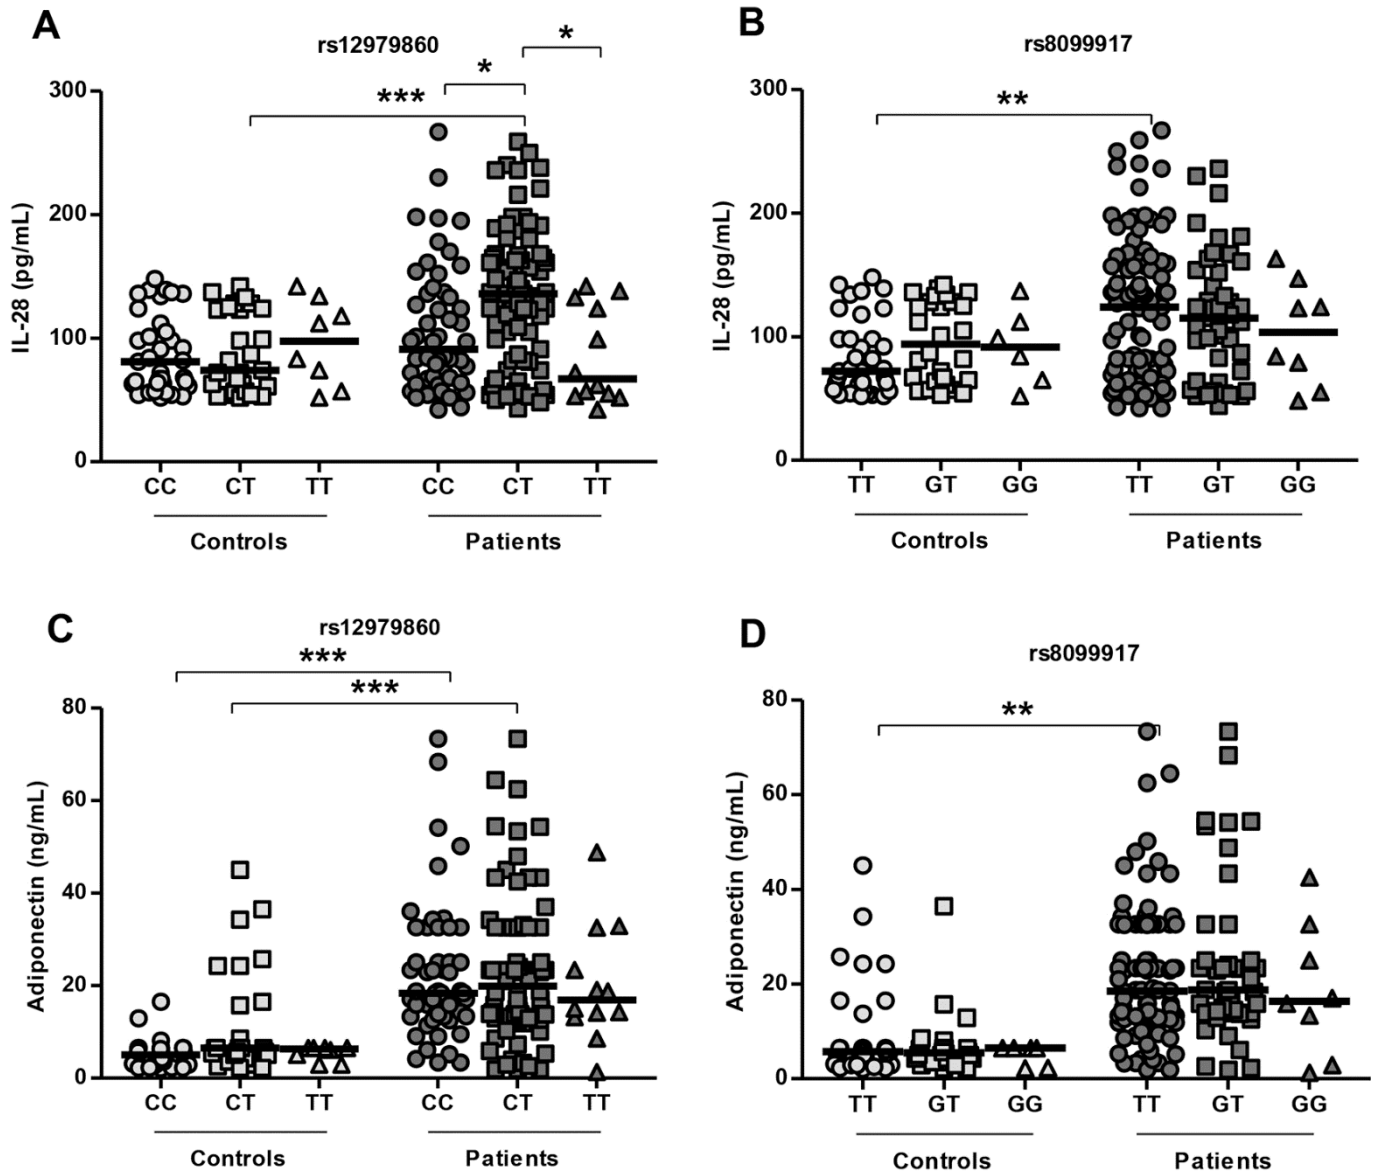 A
rs12979860
*
*
***
300
200
100
0
IL-28 (pg/mL)
CC CT TT CC CT TT
Controls Patients
B
rs8099917
**
300
200
100
0
IL-28 (pg/mL)
TT GT GG TT GT GG
Controls Patients
C
rs12979860
***
***
80
60
40
20
0
Adiponectin (ng/mL)
CC CT TT CC CT TT
Controls Patients
D
rs8099917
**
80
60
40
20
0
Adiponectin (ng/mL)
TT GT GG TT GT GG
Controls Patients